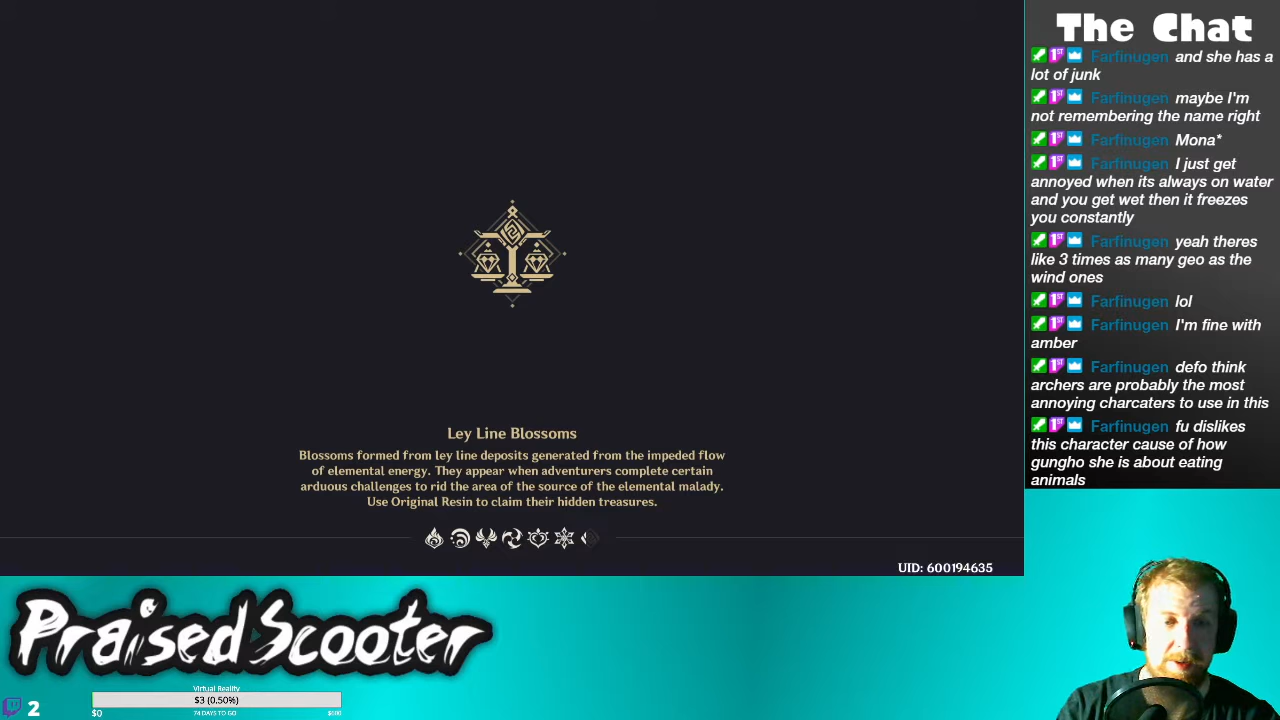 The Chat
Farfinugen and she has a
lot of junk
Farfinugen maybe I'm
not remembering the name right
Farfinugen Mona*
Farfinugen I just get
annoyed when its always on water
and you get wet then it freezes
you constantly
Farfinugen yeah theres
like 3 times as many geo as the
wind ones
Farfinugen lol
Farfinugen I'm fine with
amber
Farfinugen defo think
archers are probably the most
annoying charcaters to use in this
Farfinugen fu dislikes
this character cause of how
gungho she is about eating
animals
Ley Line Blossoms
Blossoms formed from ley line deposits generated from the impeded flow
of elemental energy. They appear when adventurers complete certain
arduous challenges to rid the area of the source of the elemental malady.
Use Original Resin to claim their hidden treasures.
UID: 600194635
PraisedScooter
Virtual Reality
$3 (0.50%)
2
$0
74 DAYS TO GO